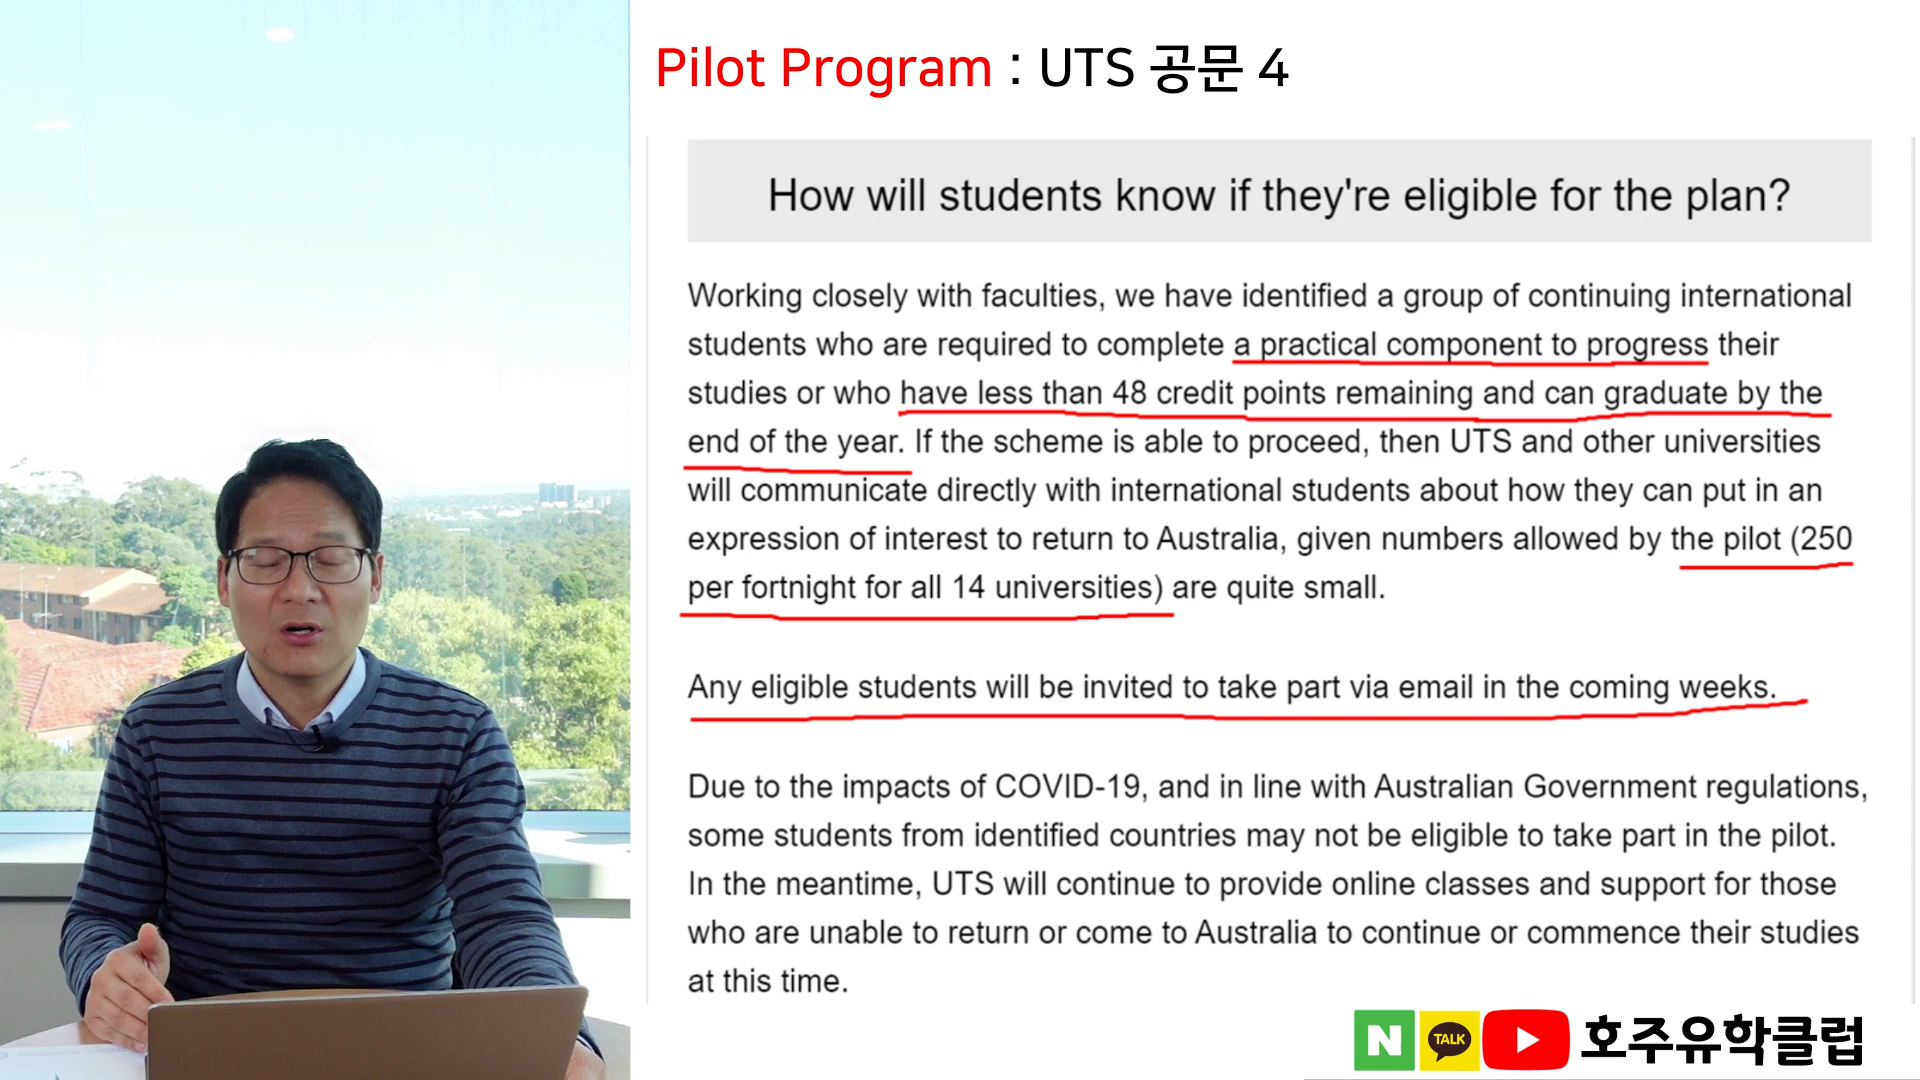 Pilot Program : UTS 공문 4
How will students know if they're eligible for the plan?
Working closely with faculties, we have identified a group of continuing international
students who are required to complete a practical component to progress their
studies or who have less than 48 credit points remaining and can graduate by the
end of the year. If the scheme is able to proceed, then UTS and other universities
will communicate directly with international students about how they can put in an
expression of interest to return to Australia, given numbers allowed by the pilot (250
per fortnight for all 14 universities) are quite small.
Any eligible students will be invited to take part via email in the coming weeks.
Due to the impacts of COVID-19, and in line with Australian Government regulations,
some students from identified countries may not be eligible to take part in the pilot.
In the meantime, UTS will continue to provide online classes and support for those
who are unable to return or come to Australia to continue or commence their studies
at this time.
N TALK 호주유학클럽